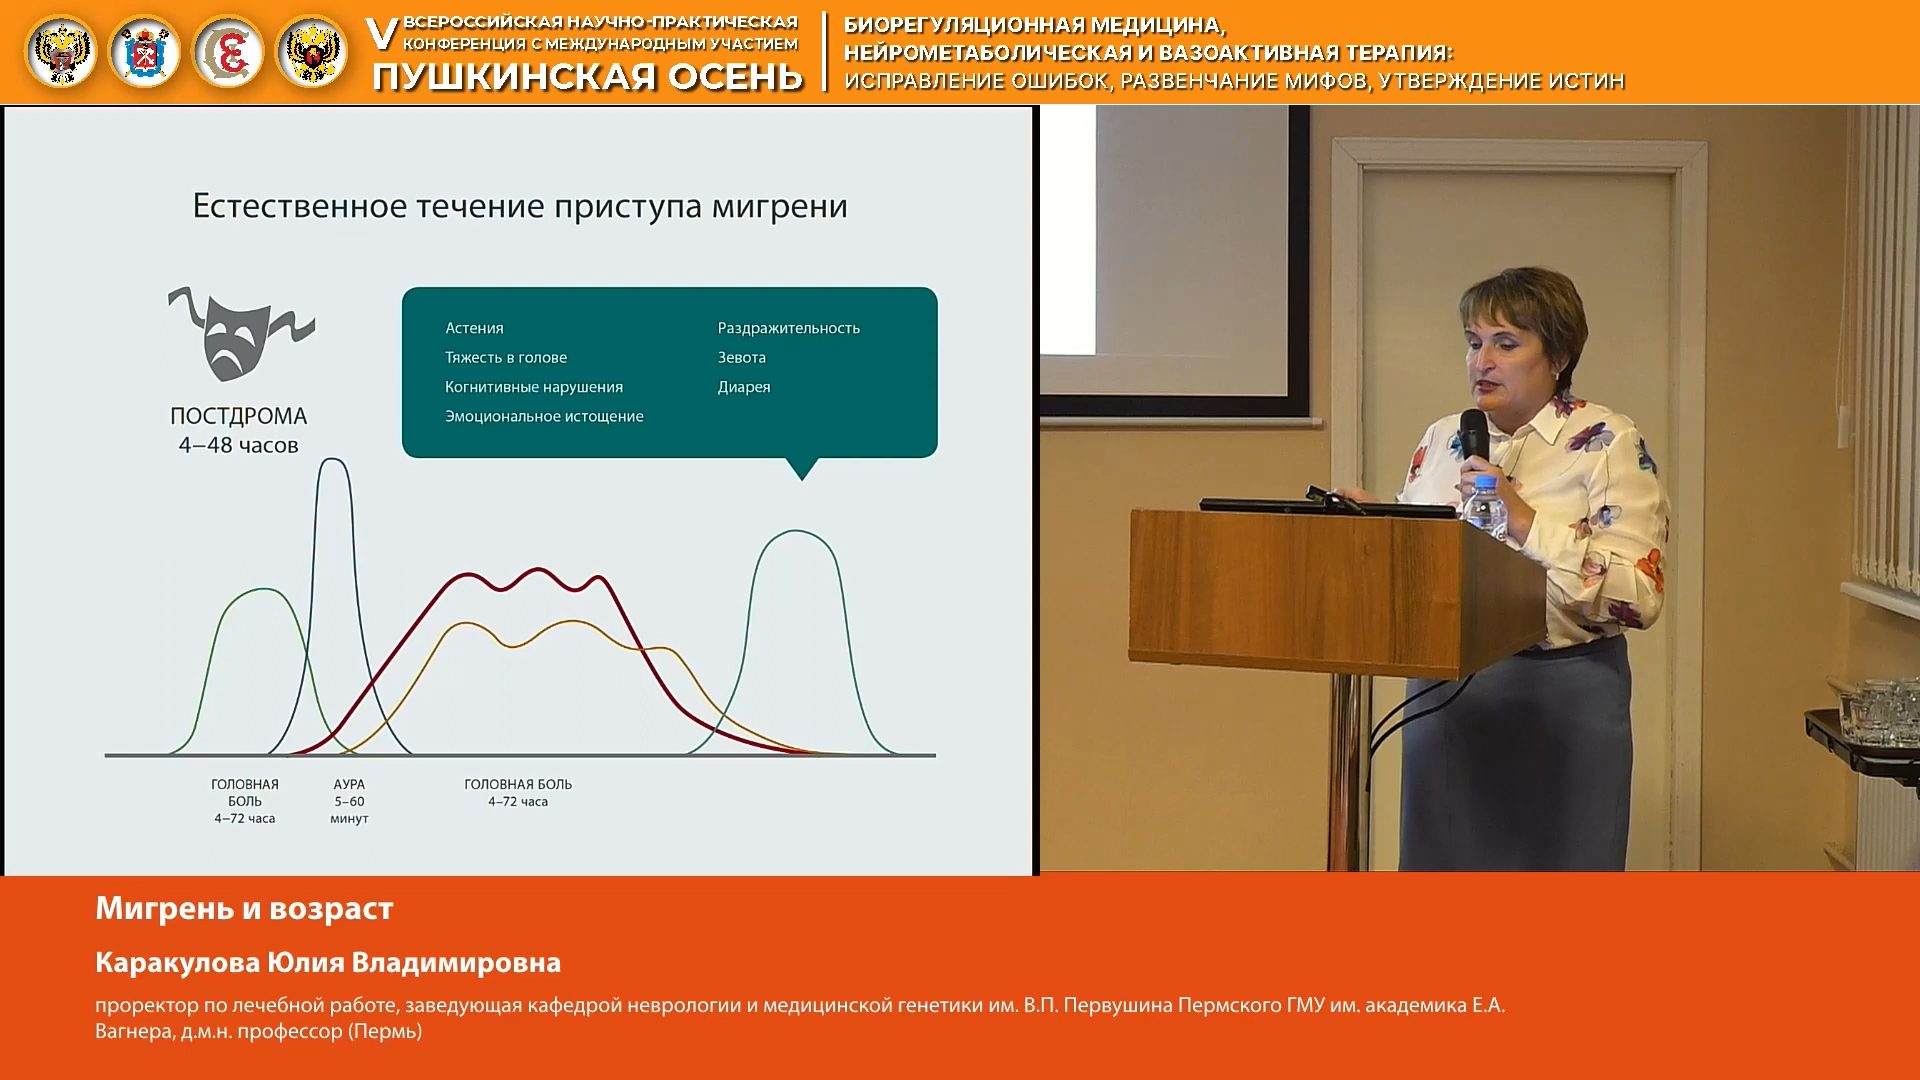 V ВСЕРОССИЙСКАЯ НАУЧНО-ПРАКТИЧЕСКАЯ
КОНФЕРЕНЦИЯ С МЕЖДУНАРОДНЫМ УЧАСТИЕМ
ПУШКИНСКАЯ ОСЕНЬ
БИОРЕГУЛЯЦИОННАЯ МЕДИЦИНА,
НЕЙРОМЕТАБОЛИЧЕСКАЯ И ВАЗОАКТИВНАЯ ТЕРАПИЯ:
ИСПРАВЛЕНИЕ ОШИБОК, РАЗВЕНЧАНИЕ МИФОВ, УТВЕРЖДЕНИЕ ИСТИН
Естественное течение приступа мигрени
ПОСТДРОМА
4–48 часов
Астения
Тяжесть в голове
Когнитивные нарушения
Эмоциональное истощение
Раздражительность
Зевота
Диарея
ГОЛОВНАЯ
БОЛЬ
4–72 часа
АУРА
5–60
минут
ГОЛОВНАЯ БОЛЬ
4–72 часа
Мигрень и возраст
Каракулова Юлия Владимировна
проректор по лечебной работе, заведующая кафедрой неврологии и медицинской генетики им. В.П. Первушина Пермского ГМУ им. академика Е.А.
Вагнера, д.м.н. профессор (Пермь)